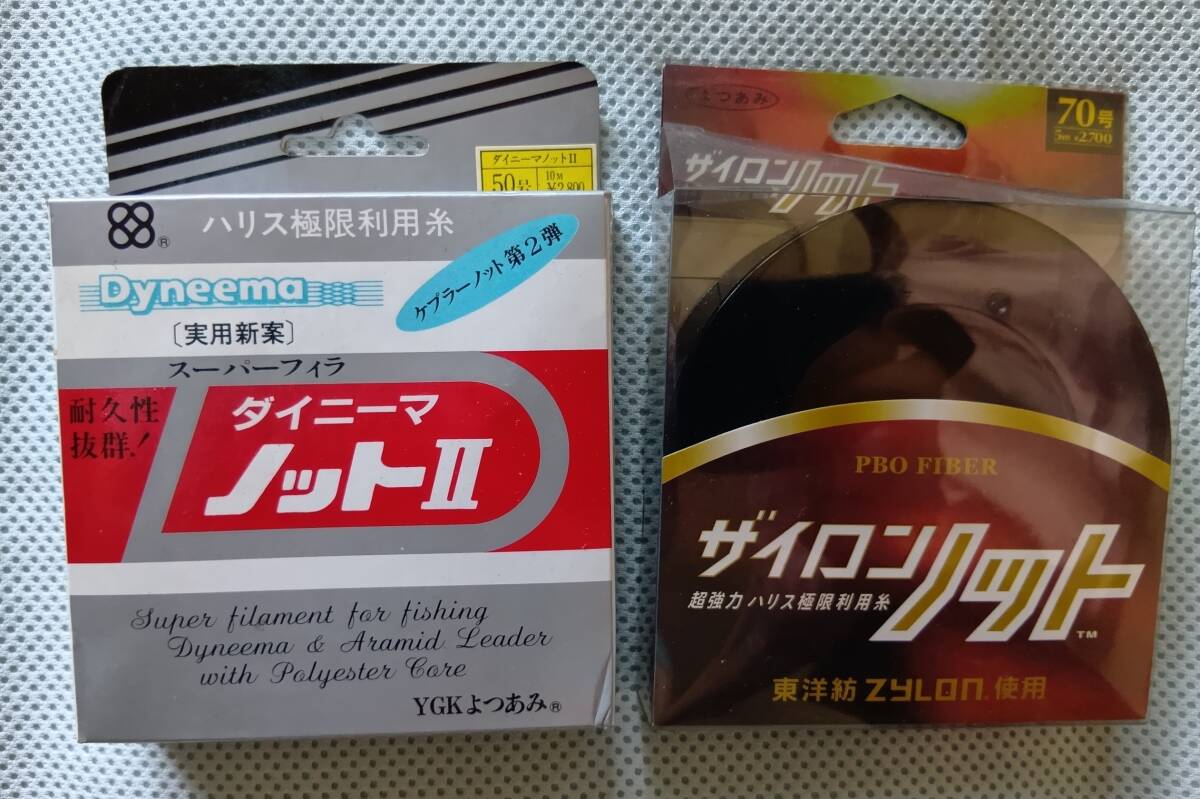 ダイニーマノットII
50号
10M
¥2,800
®
ハリス極限利用糸
ケプラーノット第2弾
Dyneema
〔実用新案〕
スーパーフィラ
耐久性
抜群!
ダイニーマ
ノットII
Super filament for fishing
Dyneema & Aramid Leader
with Polyester Core
YGKよつあみ®
よつあみ
70号
5m ¥2,700
ザイロンノット
PBO FIBER
ザイロンノット™
超強力 ハリス極限利用糸
東洋紡 ZYLON® 使用